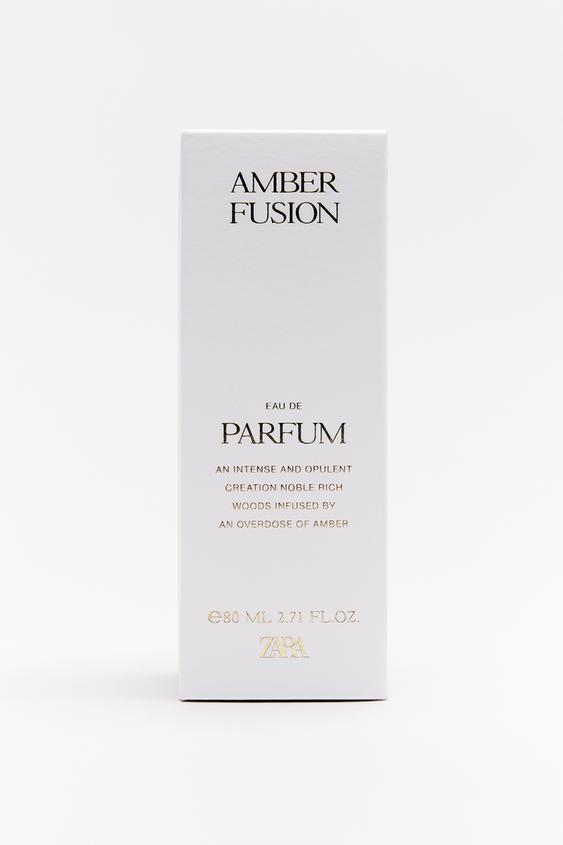 AMBER
FUSION
EAU DE
PARFUM
AN INTENSE AND OPULENT
CREATION NOBLE RICH
WOODS INFUSED BY
AN OVERDOSE OF AMBER
℮80 ML 2.71 FL.OZ.
ZARA